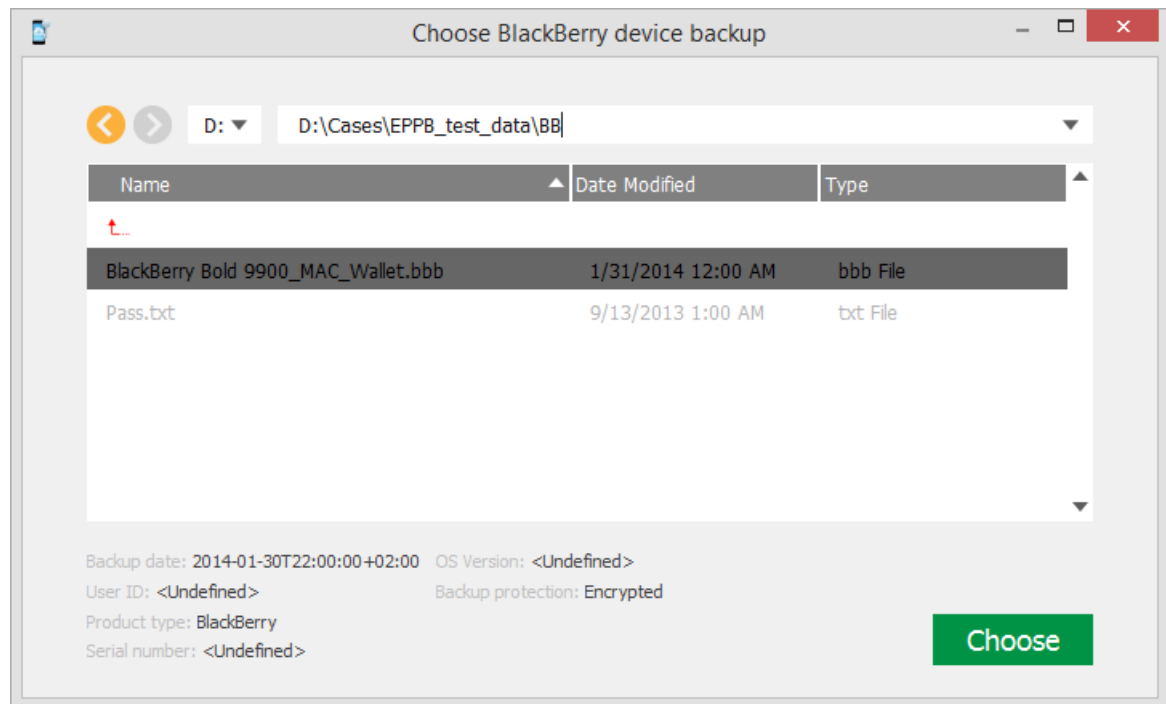 Choose BlackBerry device backup
D: D:\Cases\EPPB_test_data\BB
Name Date Modified Type
...
BlackBerry Bold 9900_MAC_Wallet.bbb 1/31/2014 12:00 AM bbb File
Pass.txt 9/13/2013 1:00 AM txt File
Backup date: 2014-01-30T22:00:00+02:00 OS Version: <Undefined>
User ID: <Undefined> Backup protection: Encrypted
Product type: BlackBerry
Serial number: <Undefined>
Choose